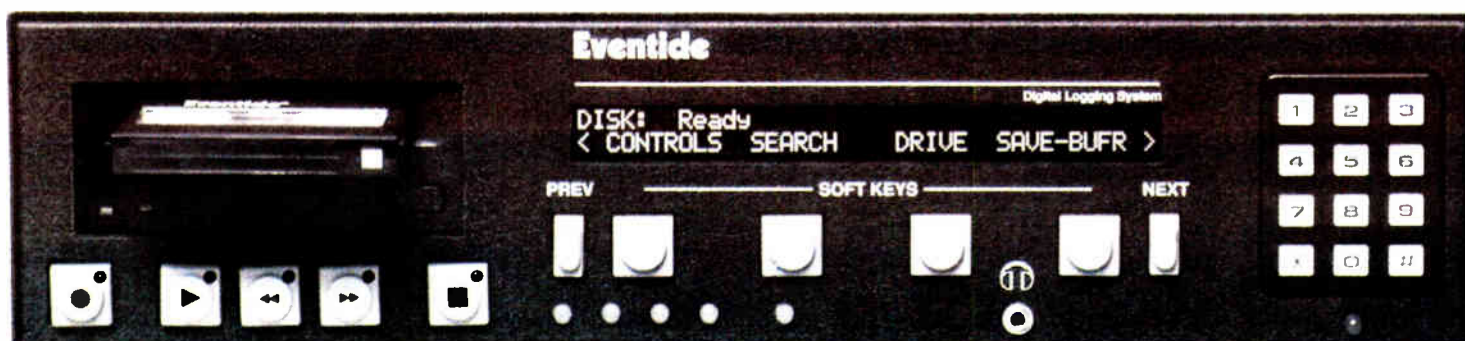 Eventide
Eventide
Digital Logging System
DISK: Ready
< CONTROLS SEARCH DRIVE SAVE-BUFR >
PREV SOFT KEYS NEXT
1 2 3
4 5 6
7 8 9
* 0 #